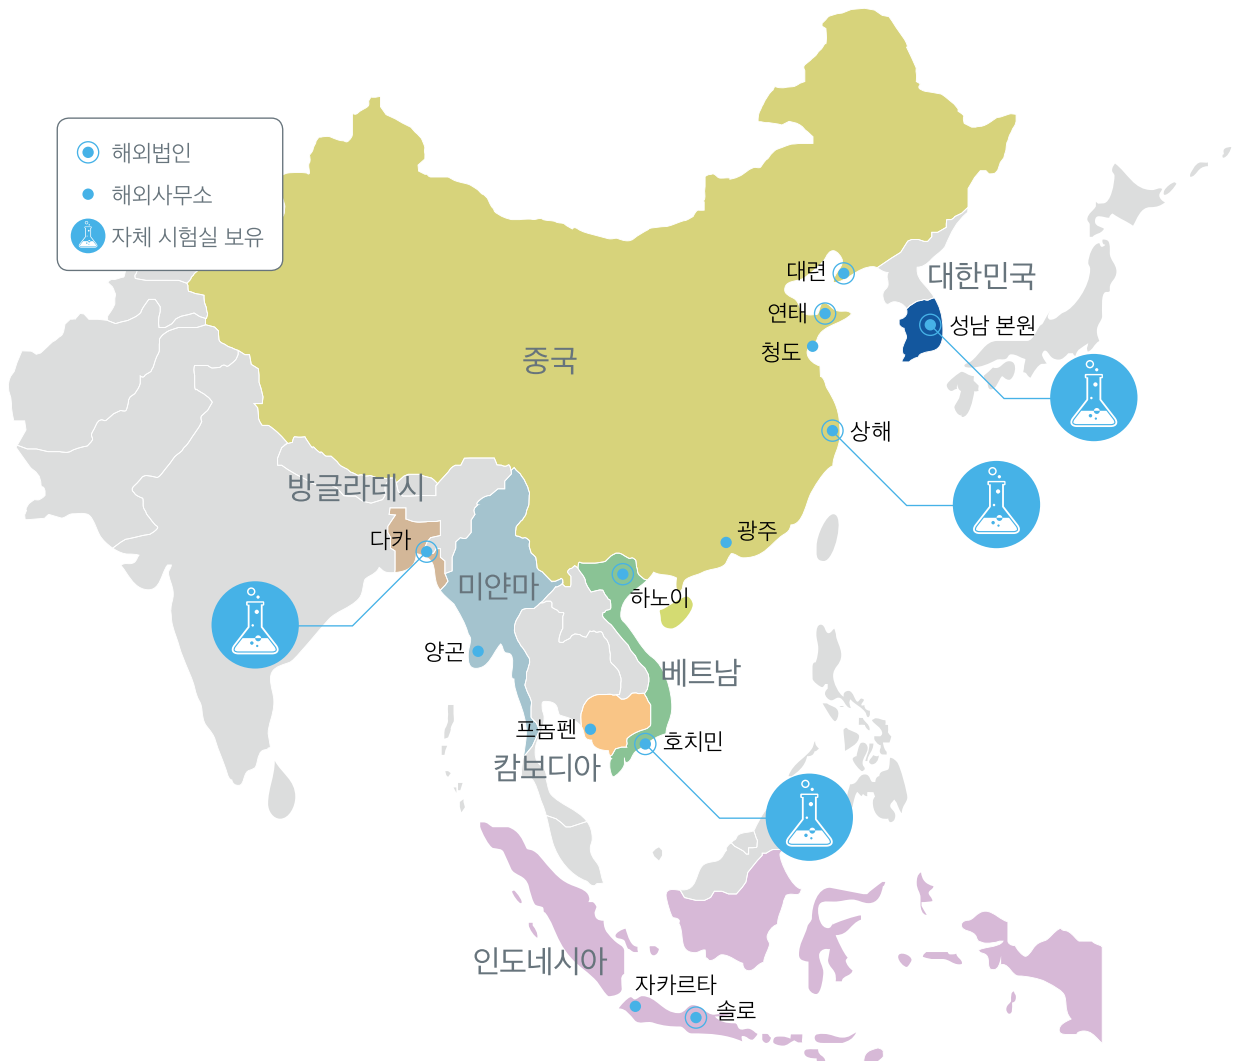 해외법인
해외사무소
자체 시험실 보유
대한민국
대련
연태
성남 본원
청도
중국
상해
방글라데시
다카
광주
미얀마
하노이
양곤
베트남
프놈펜
호치민
캄보디아
인도네시아
자카르타
솔로